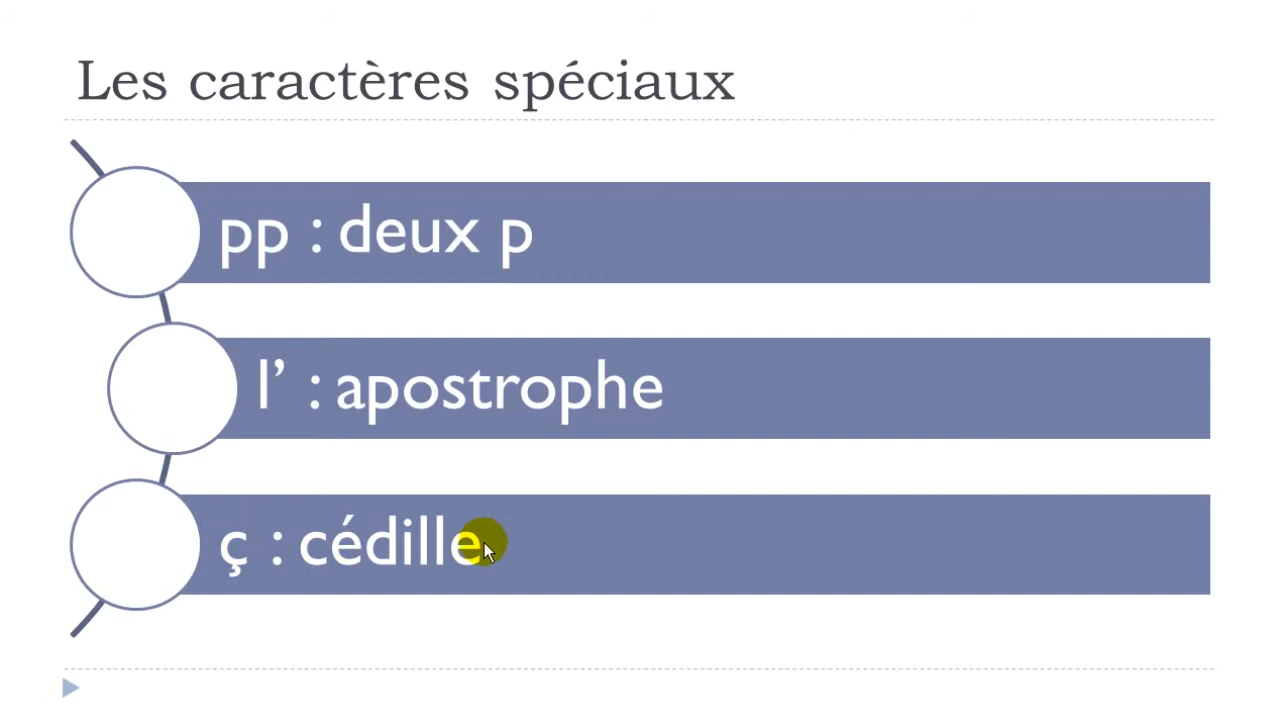 Les caractères spéciaux
pp : deux p
l’ : apostrophe
ç : cédille